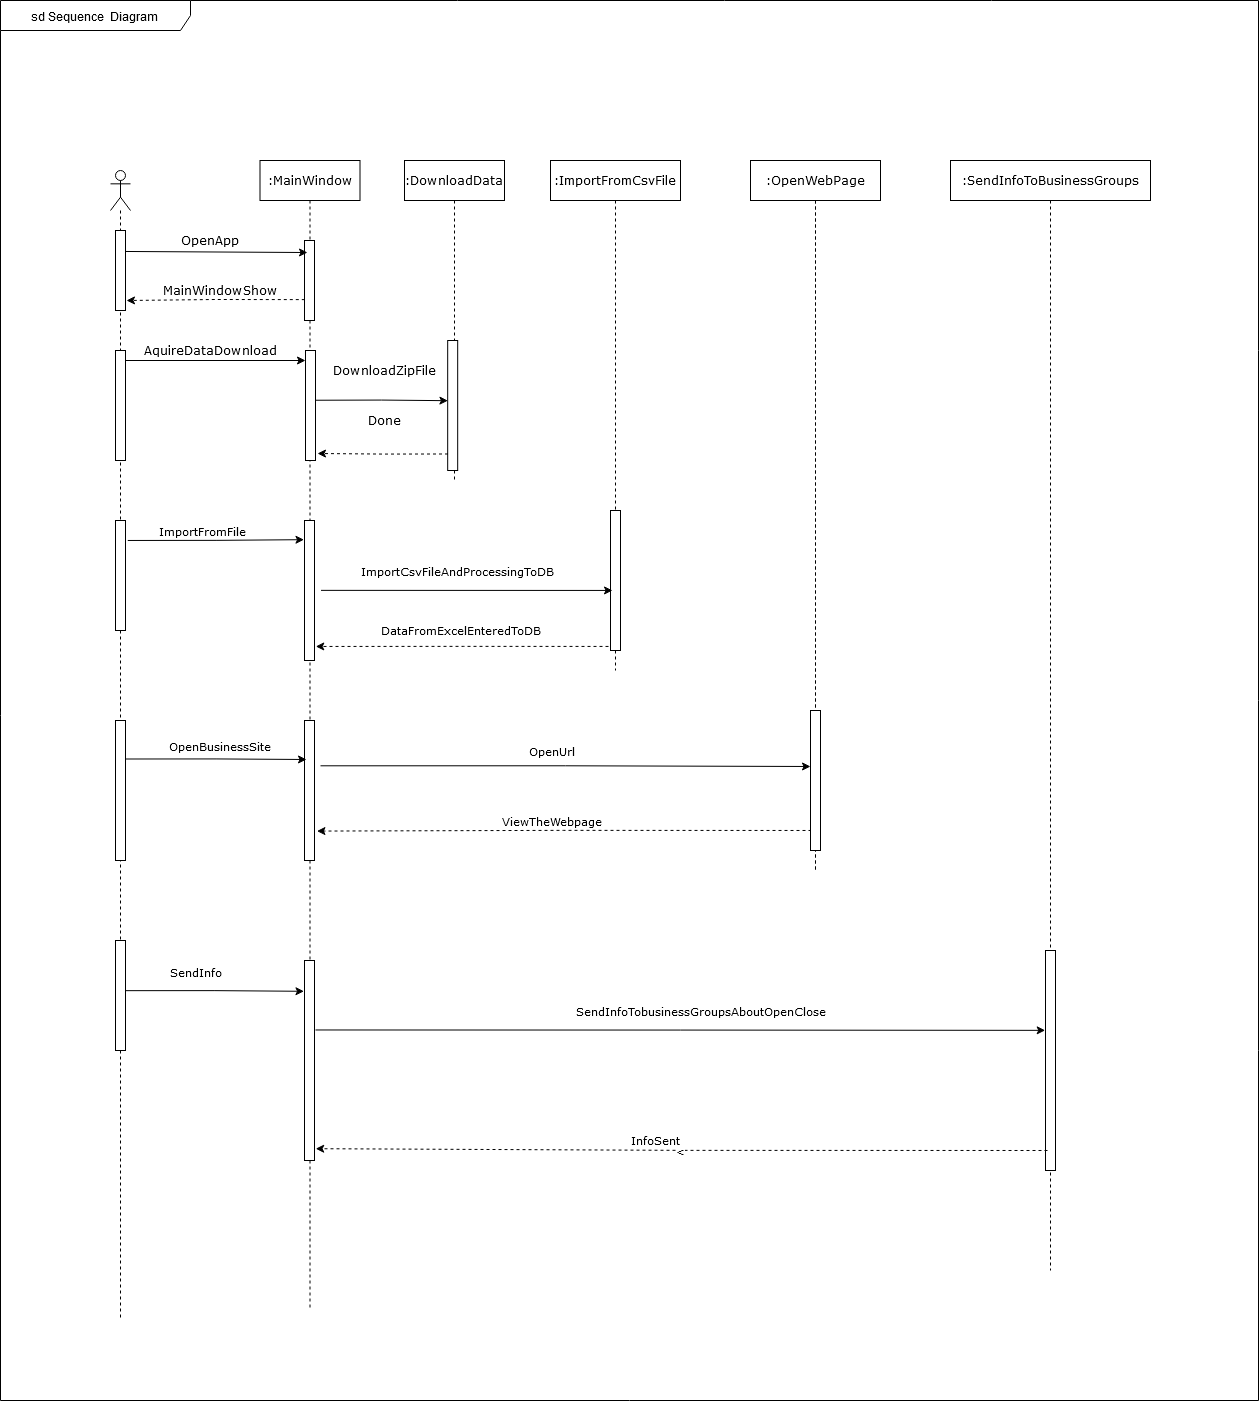 sd Sequence Diagram
:MainWindow
:DownloadData
:ImportFromCsvFile
:OpenWebPage
:SendInfoToBusinessGroups
OpenApp
MainWindowShow
AquireDataDownload
DownloadZipFile
Done
ImportFromFile
ImportCsvFileAndProcessingToDB
DataFromExcelEnteredToDB
OpenBusinessSite
OpenUrl
ViewTheWebpage
SendInfo
SendInfoTobusinessGroupsAboutOpenClose
InfoSent
<